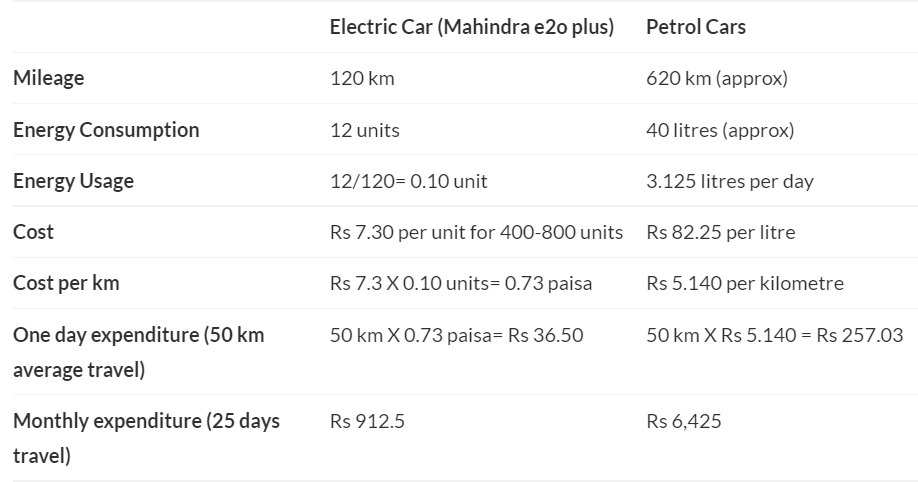 Electric Car (Mahindra e2o plus) Petrol Cars
Mileage 120 km 620 km (approx)
Energy Consumption 12 units 40 litres (approx)
Energy Usage 12/120= 0.10 unit 3.125 litres per day
Cost Rs 7.30 per unit for 400-800 units Rs 82.25 per litre
Cost per km Rs 7.3 X 0.10 units= 0.73 paisa Rs 5.140 per kilometre
One day expenditure (50 km 50 km X 0.73 paisa= Rs 36.50 50 km X Rs 5.140 = Rs 257.03
average travel)
Monthly expenditure (25 days Rs 912.5 Rs 6,425
travel)